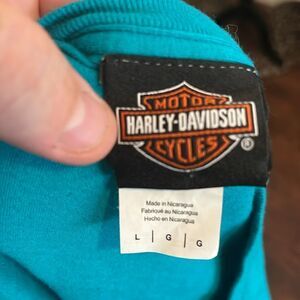 MOTOR
HARLEY-DAVIDSON
CYCLES
®
Made in Nicaragua
Fabriqué au Nicaragua
Hecho en Nicaragua
L | G | G